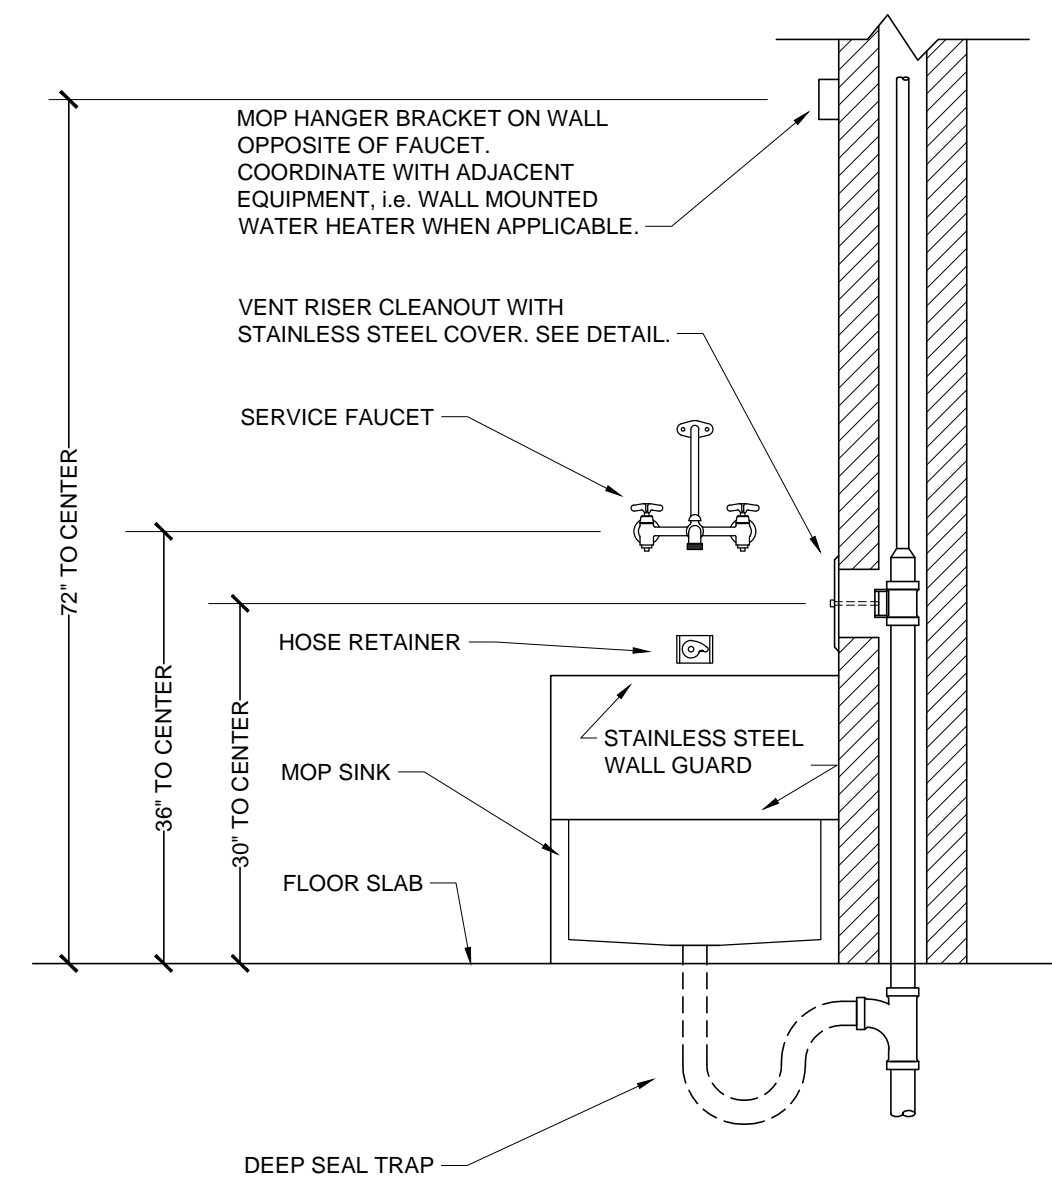 MOP HANGER BRACKET ON WALL
OPPOSITE OF FAUCET.
COORDINATE WITH ADJACENT
EQUIPMENT, i.e. WALL MOUNTED
WATER HEATER WHEN APPLICABLE.
VENT RISER CLEANOUT WITH
STAINLESS STEEL COVER. SEE DETAIL.
SERVICE FAUCET
72" TO CENTER
36" TO CENTER
30" TO CENTER
HOSE RETAINER
STAINLESS STEEL
WALL GUARD
MOP SINK
FLOOR SLAB
DEEP SEAL TRAP